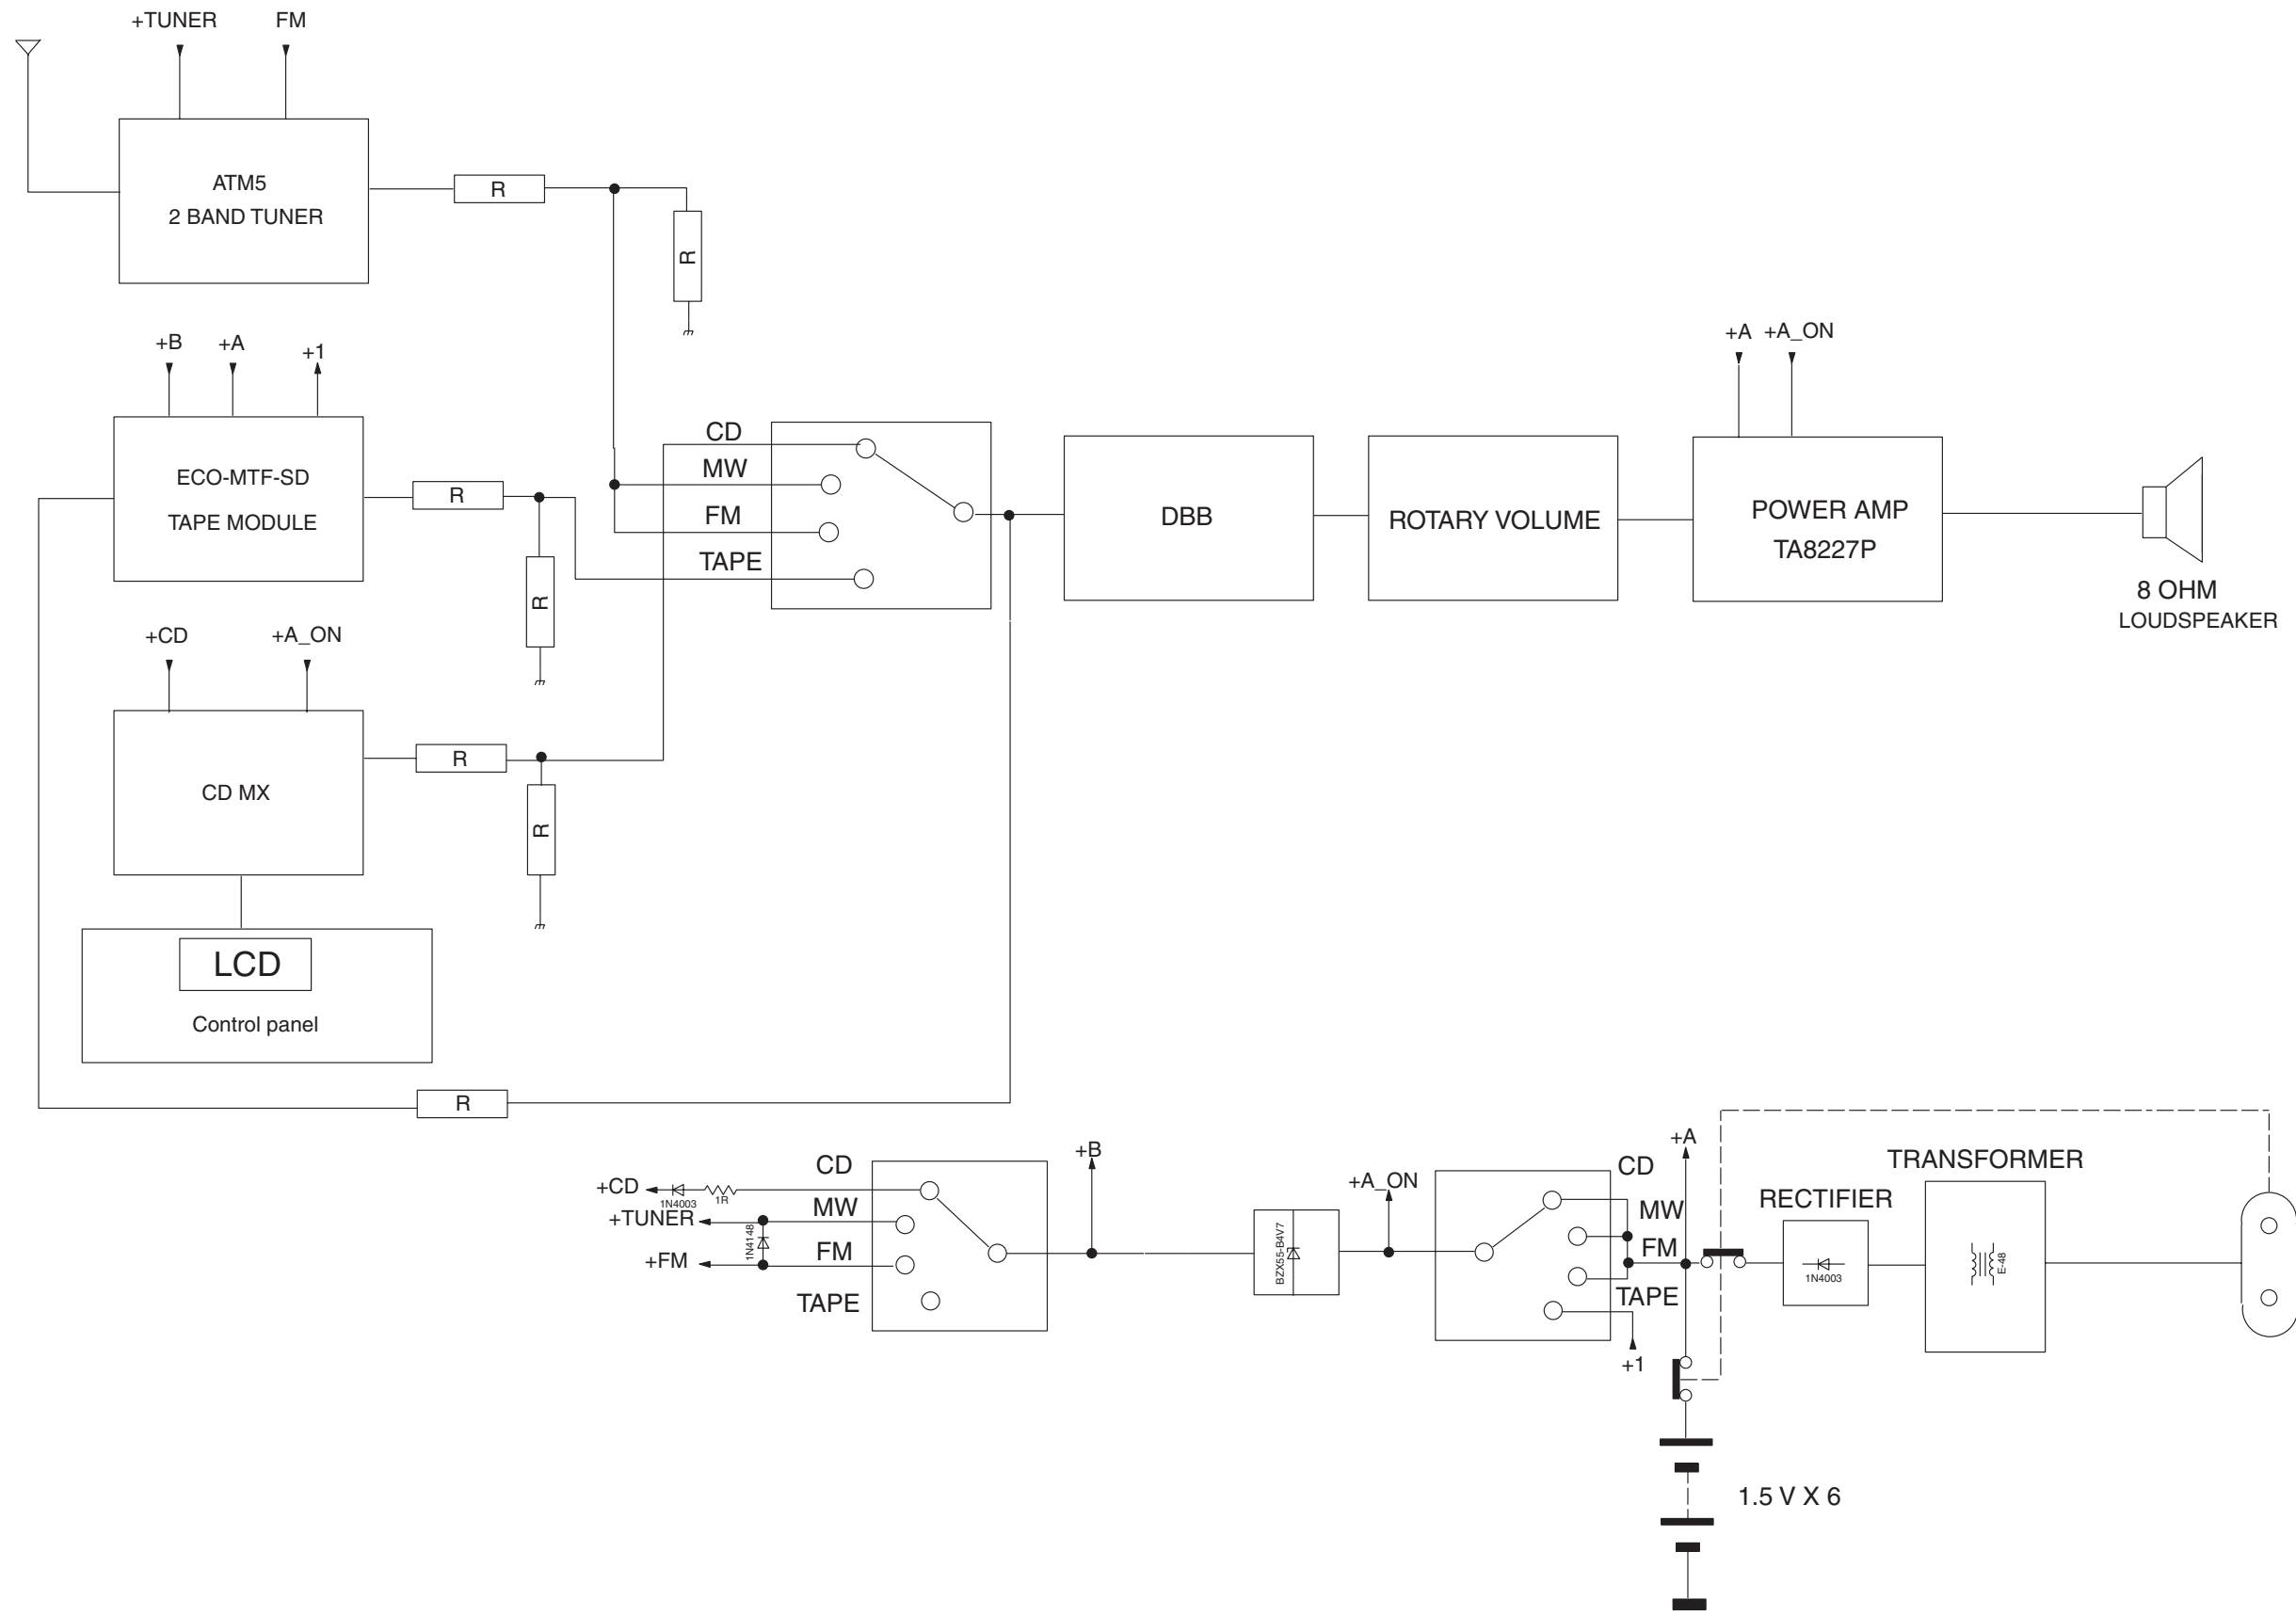 +TUNER FM
ATM5
2 BAND TUNER
R
R
+B +A +1
ECO-MTF-SD
TAPE MODULE
R
R
+CD +A_ON
CD MX
R
R
LCD
Control panel
R
CD
MW
FM
TAPE
DBB
ROTARY VOLUME
+A +A_ON
POWER AMP
TA8227P
8 OHM
LOUDSPEAKER
+CD
1N4003
1R
+TUNER
1N4148
+FM
CD
MW
FM
TAPE
+B
BZX55-B4V7
+A_ON
CD
MW
FM
TAPE
+1
+A
RECTIFIER
1N4003
TRANSFORMER
E-48
1.5 V X 6